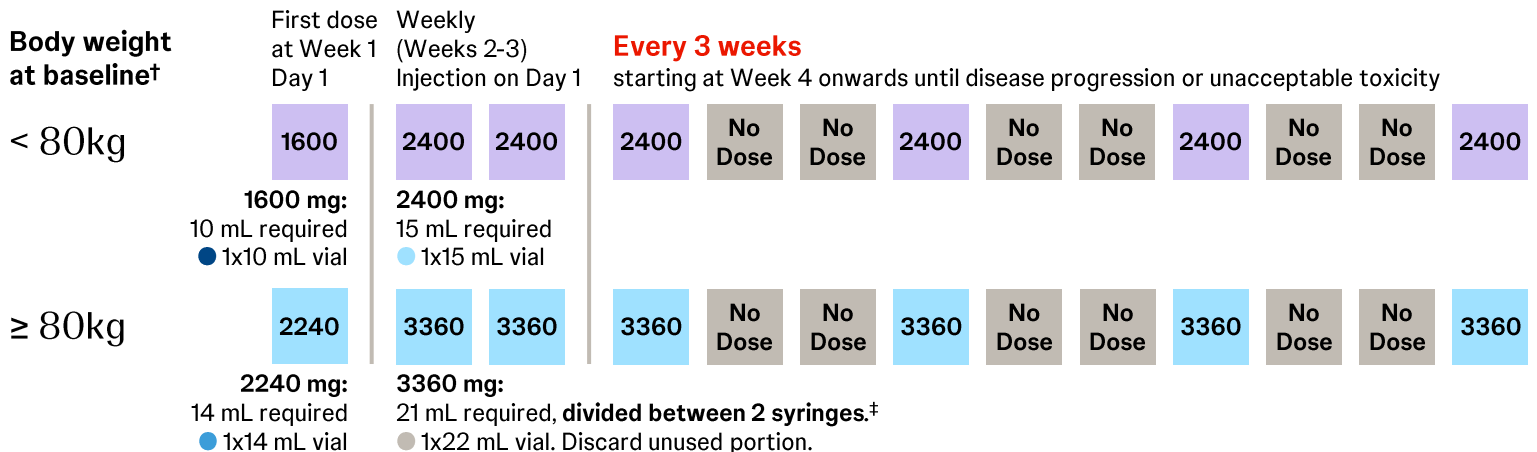 Body weight
at baseline†
First dose
at Week 1
Day 1
Weekly
(Weeks 2-3)
Injection on Day 1
Every 3 weeks
starting at Week 4 onwards until disease progression or unacceptable toxicity
< 80kg
1600 2400 2400 2400 No Dose No Dose 2400 No Dose No Dose 2400 No Dose No Dose 2400
1600 mg:
10 mL required
1x10 mL vial
2400 mg:
15 mL required
1x15 mL vial
≥ 80kg
2240 3360 3360 3360 No Dose No Dose 3360 No Dose No Dose 3360 No Dose No Dose 3360
2240 mg:
14 mL required
1x14 mL vial
3360 mg:
21 mL required, divided between 2 syringes.‡
1x22 mL vial. Discard unused portion.